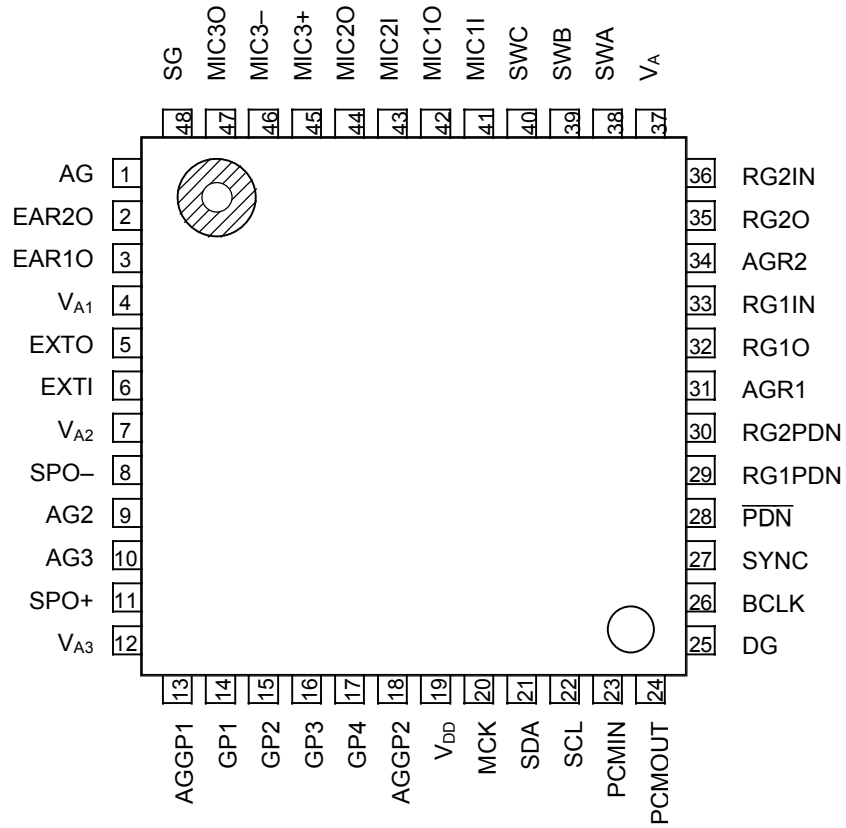 SG MIC3O MIC3– MIC3+ MIC2O MIC2I MIC1O MIC1I SWC SWB SWA VA
48 47 46 45 44 43 42 41 40 39 38 37
AG 1 36 RG2IN
EAR2O 2 35 RG2O
EAR1O 3 34 AGR2
VA1 4 33 RG1IN
EXTO 5 32 RG1O
EXTI 6 31 AGR1
VA2 7 30 RG2PDN
SPO– 8 29 RG1PDN
AG2 9 28 PDN
AG3 10 27 SYNC
SPO+ 11 26 BCLK
VA3 12 25 DG
13 14 15 16 17 18 19 20 21 22 23 24
AGGP1 GP1 GP2 GP3 GP4 AGGP2 VDD MCK SDA SCL PCMIN PCMOUT